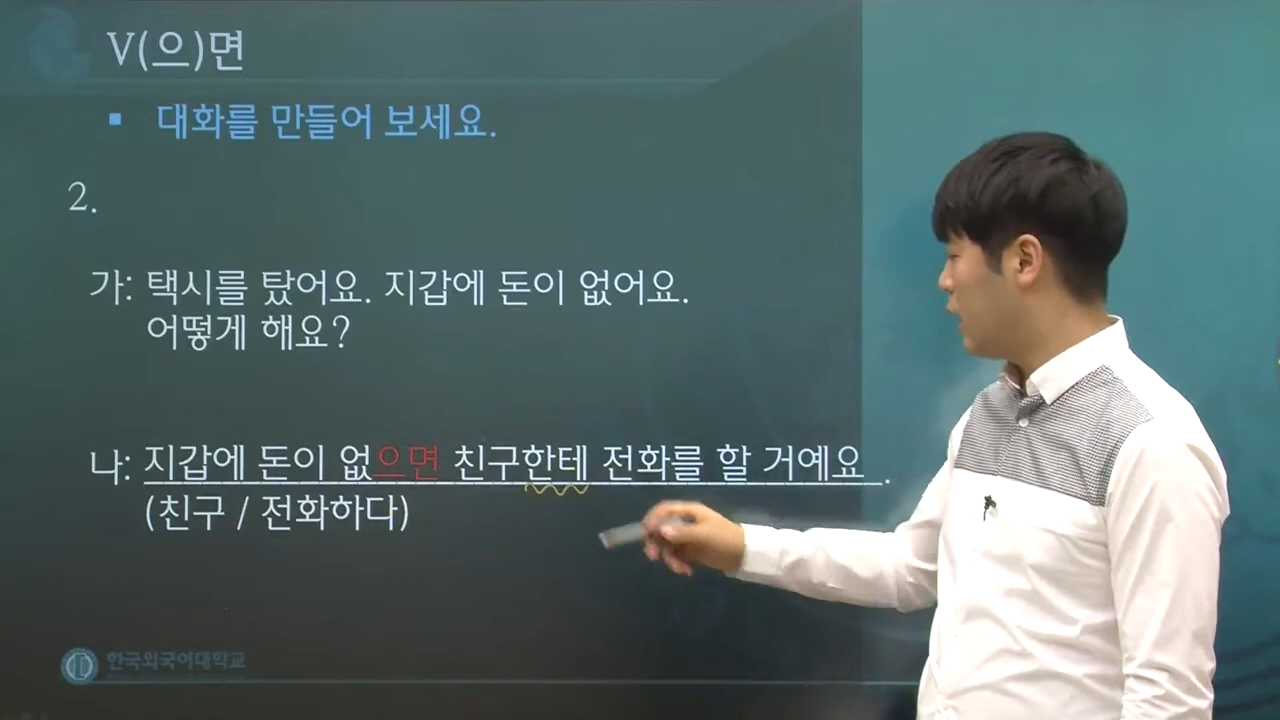 V(으)면
▪ 대화를 만들어 보세요.
2.
가: 택시를 탔어요. 지갑에 돈이 없어요.
어떻게 해요?
나: 지갑에 돈이 없으면 친구한테 전화를 할 거예요.
(친구 / 전화하다)
한국외국어대학교